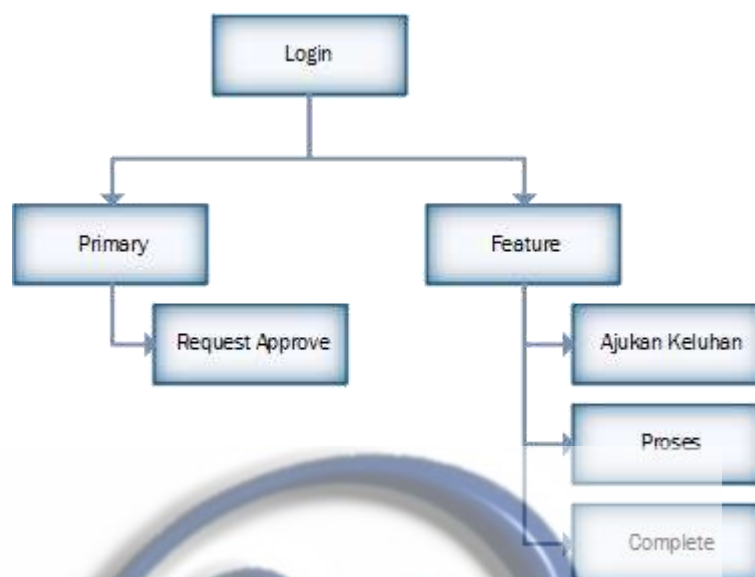 Login
Primary
Feature
Request Approve
Ajukan Keluhan
Proses
Complete